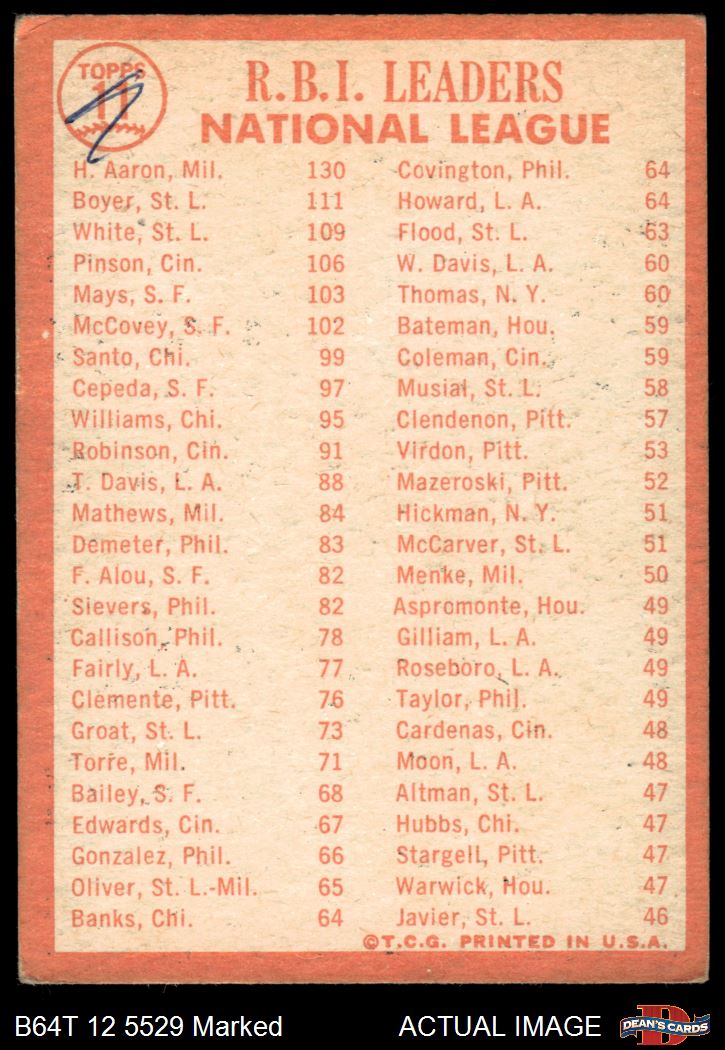 TOPPS
11
R.B.I. LEADERS
NATIONAL LEAGUE
H. Aaron, Mil. 130
Boyer, St. L. 111
White, St. L. 109
Pinson, Cin. 106
Mays, S. F. 103
McCovey, S. F. 102
Santo, Chi. 99
Cepeda, S. F. 97
Williams, Chi. 95
Robinson, Cin. 91
T. Davis, L. A. 88
Mathews, Mil. 84
Demeter, Phil. 83
F. Alou, S. F. 82
Sievers, Phil. 82
Callison, Phil. 78
Fairly, L. A. 77
Clemente, Pitt. 76
Groat, St. L. 73
Torre, Mil. 71
Bailey, S. F. 68
Edwards, Cin. 67
Gonzalez, Phil. 66
Oliver, St. L.-Mil. 65
Banks, Chi. 64
Covington, Phil. 64
Howard, L. A. 64
Flood, St. L. 63
W. Davis, L. A. 60
Thomas, N. Y. 60
Bateman, Hou. 59
Coleman, Cin. 59
Musial, St. L. 58
Clendenon, Pitt. 57
Virdon, Pitt. 53
Mazeroski, Pitt. 52
Hickman, N. Y. 51
McCarver, St. L. 51
Menke, Mil. 50
Aspromonte, Hou. 49
Gilliam, L. A. 49
Roseboro, L. A. 49
Taylor, Phil. 49
Cardenas, Cin. 48
Moon, L. A. 48
Altman, St. L. 47
Hubbs, Chi. 47
Stargell, Pitt. 47
Warwick, Hou. 47
Javier, St. L. 46
©T.C.G. PRINTED IN U.S.A.
B64T 12 5529 Marked
ACTUAL IMAGE
D
DEAN'S CARDS